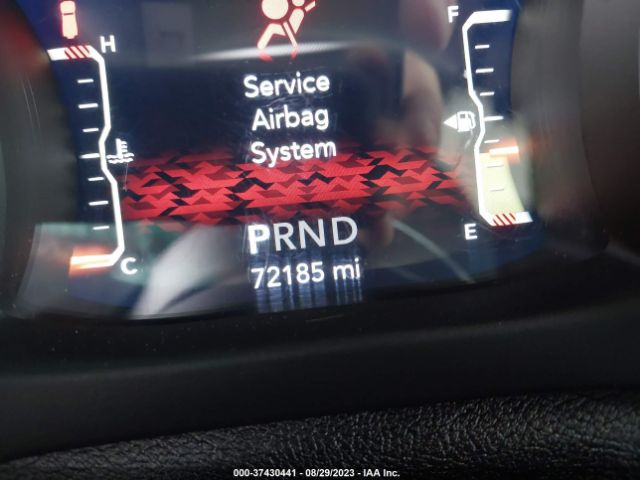 H
F
Service
Airbag
System
PRND
E
C
72185 mi
000-37430441 - 08/29/2023 - IAA Inc.